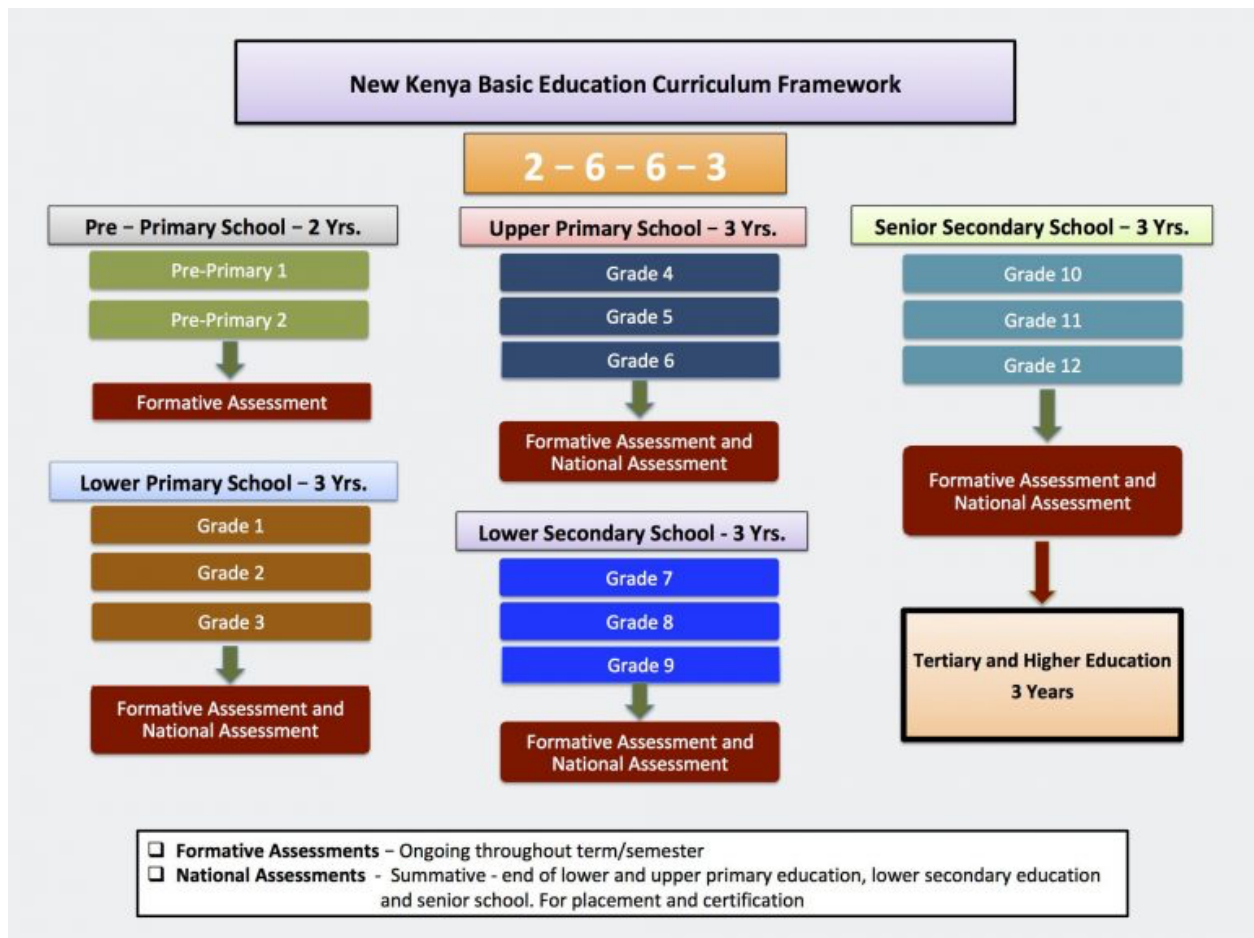 New Kenya Basic Education Curriculum Framework
2 – 6 – 6 – 3
Pre – Primary School – 2 Yrs.
Pre-Primary 1
Pre-Primary 2
Formative Assessment
Lower Primary School – 3 Yrs.
Grade 1
Grade 2
Grade 3
Formative Assessment and
National Assessment
Upper Primary School – 3 Yrs.
Grade 4
Grade 5
Grade 6
Formative Assessment and
National Assessment
Lower Secondary School - 3 Yrs.
Grade 7
Grade 8
Grade 9
Formative Assessment and
National Assessment
Senior Secondary School – 3 Yrs.
Grade 10
Grade 11
Grade 12
Formative Assessment and
National Assessment
Tertiary and Higher Education
3 Years
❑ Formative Assessments – Ongoing throughout term/semester
❑ National Assessments - Summative - end of lower and upper primary education, lower secondary education
and senior school. For placement and certification